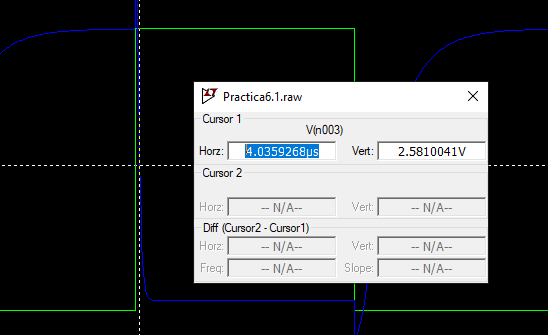 Practica6.1.raw
Cursor 1
V(n003)
Horz: 4.0359268µs Vert: 2.5810041V
Cursor 2
Horz: -- N/A-- Vert: -- N/A--
Diff (Cursor2 - Cursor1)
Horz: -- N/A-- Vert: -- N/A--
Freq: -- N/A-- Slope: -- N/A--